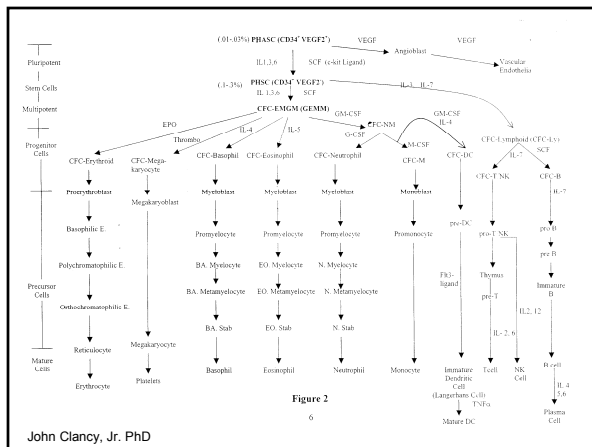 (.01-.03%) PHASC (CD34⁺ VEGF2⁺) VEGF VEGF
Angioblast
Pluripotent
IL1,3,6 SCF (c-kit Ligand)
Vascular
Endothelia
Stem Cells
(.1-.3%) PHSC (CD34⁺ VEGF2⁻)
IL-3, IL-7
IL 1,3,6 SCF
Multipotent
CFC-EMGM (GEMM)
GM-CSF
GM-CSF
IL-4
EPO
Thrombo
IL-4
IL-5
CFC-NM
G-CSF
M-CSF
Progenitor
Cells
CFC-Lymphoid (CFC-Ly)
IL-7
SCF
CFC-Erythroid
CFC-Mega-
karyocyte
CFC-Basophil
CFC-Eosinophil
CFC-Neutrophil
CFC-M
CFC-DC
CFC-T/NK
CFC-B
IL-7
Proerythroblast
Megakaryoblast
Myeloblast
Myeloblast
Myeloblast
Monoblast
Basophilic E.
Promyelocyte
Promyelocyte
Promyelocyte
Promonocyte
pre-DC
pro-T NK
pro B
pre B
Polychromatophilic E.
BA. Myelocyte
EO. Myelocyte
N. Myelocyte
Flt3-
ligand
Thymus
Immature
B
Precursor
Cells
BA. Metamyelocyte
EO. Metamyelocyte
N. Metamyelocyte
pre-T
IL2, 12
Orthochromatophilic E.
BA. Stab
EO. Stab
N. Stab
IL- 2, 6
Mature
Cells
Reticulocyte
Megakaryocyte
Erythrocyte
Platelets
Basophil
Eosinophil
Neutrophil
Monocyte
Immature
Dendritic
Cell
(Langerhans Cell)
TNFα
Mature DC
Tcell
NK
Cell
B cell
IL 4
5,6
Plasma
Cell
Figure 2
6
John Clancy, Jr. PhD